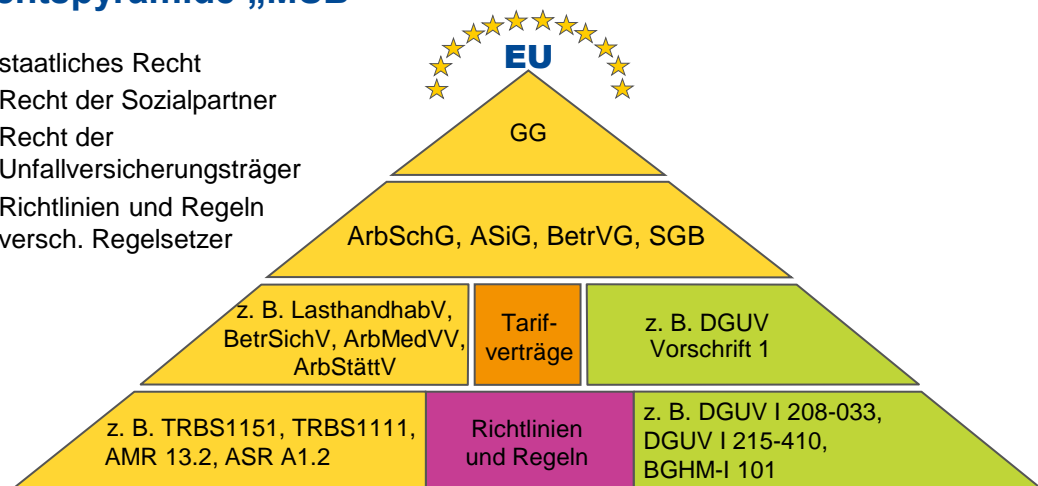 staatliches Recht
Recht der Sozialpartner
Recht der
Unfallversicherungsträger
Richtlinien und Regeln
versch. Regelsetzer
EU
GG
ArbSchG, ASiG, BetrVG, SGB
z. B. LasthandhabV,
BetrSichV, ArbMedVV,
ArbStättV
Tarif-
verträge
z. B. DGUV
Vorschrift 1
z. B. TRBS1151, TRBS1111,
AMR 13.2, ASR A1.2
Richtlinien
und Regeln
z. B. DGUV I 208-033,
DGUV I 215-410,
BGHM-I 101